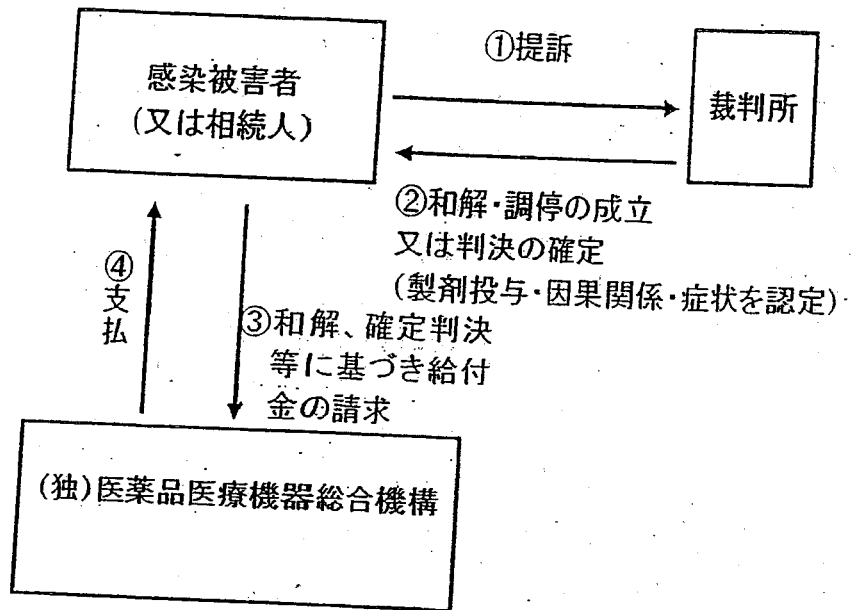 感染被害者
(又は相続人)
①提訴
裁判所
②和解・調停の成立
又は判決の確定
(製剤投与・因果関係・症状を認定)
③和解、確定判決
等に基づき給付
金の請求
④支払
(独)医薬品医療機器総合機構